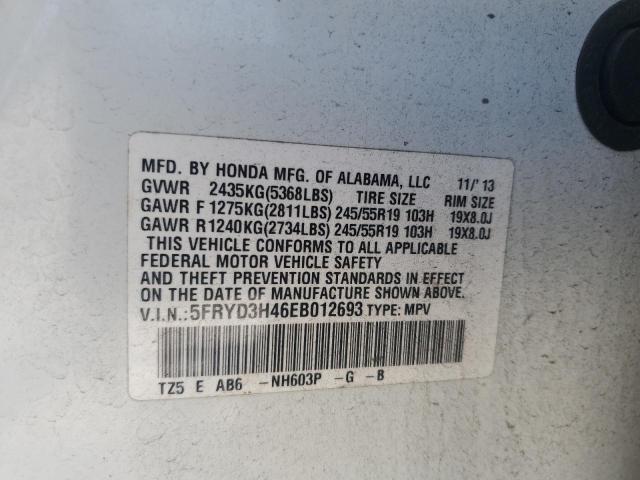 MFD. BY HONDA MFG. OF ALABAMA, LLC 11/'13
GVWR 2435KG(5368LBS) TIRE SIZE RIM SIZE
GAWR F 1275KG(2811LBS) 245/55R19 103H 19X8.0J
GAWR R 1240KG(2734LBS) 245/55R19 103H 19X8.0J
THIS VEHICLE CONFORMS TO ALL APPLICABLE
FEDERAL MOTOR VEHICLE SAFETY
AND THEFT PREVENTION STANDARDS IN EFFECT
ON THE DATE OF MANUFACTURE SHOWN ABOVE.
V.I.N.:5FRYD3H46EB012693 TYPE: MPV
TZ5 E AB6 -NH603P -G -B